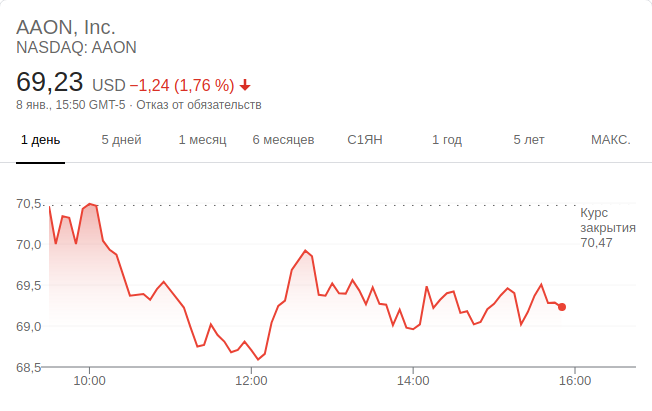 AAON, Inc.
NASDAQ: AAON
69,23 USD −1,24 (1,76 %)
8 янв., 15:50 GMT-5 · Отказ от обязательств
1 день 5 дней 1 месяц 6 месяцев С1ЯН 1 год 5 лет МАКС.
70,5
Курс
закрытия
70,47
70,0
69,5
69,0
68,5
10:00 12:00 14:00 16:00